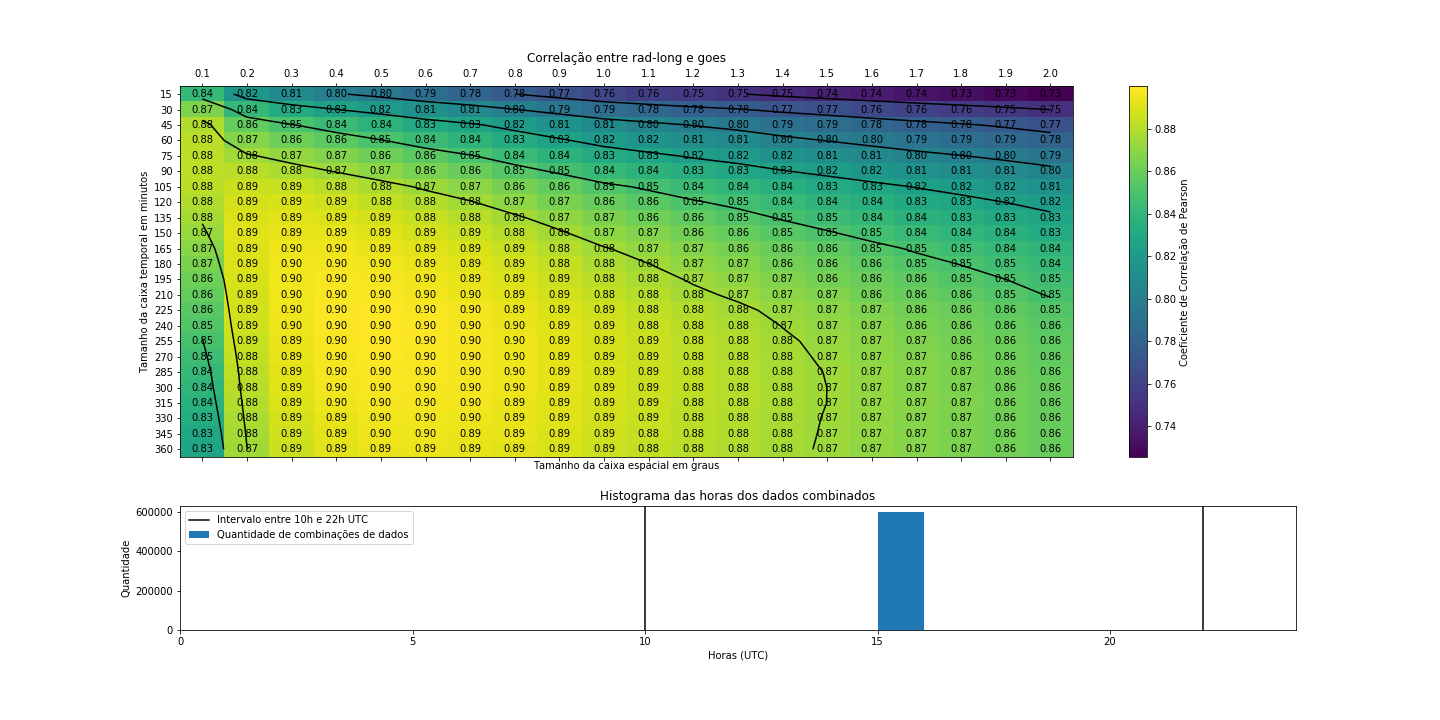 Correlação entre rad-long e goes
0.1 0.2 0.3 0.4 0.5 0.6 0.7 0.8 0.9 1.0 1.1 1.2 1.3 1.4 1.5 1.6 1.7 1.8 1.9 2.0
15 0.84 0.82 0.81 0.80 0.80 0.79 0.78 0.78 0.77 0.76 0.76 0.75 0.75 0.75 0.74 0.74 0.74 0.73 0.73 0.73
30 0.87 0.84 0.83 0.83 0.82 0.81 0.81 0.80 0.79 0.79 0.78 0.78 0.78 0.77 0.77 0.76 0.76 0.76 0.75 0.75
45 0.88 0.86 0.85 0.84 0.84 0.83 0.83 0.82 0.81 0.81 0.80 0.80 0.80 0.79 0.79 0.78 0.78 0.78 0.77 0.77
60 0.88 0.87 0.86 0.86 0.85 0.84 0.84 0.83 0.83 0.82 0.82 0.81 0.81 0.80 0.80 0.80 0.79 0.79 0.79 0.78
75 0.88 0.88 0.87 0.87 0.86 0.86 0.85 0.84 0.84 0.83 0.83 0.82 0.82 0.82 0.81 0.81 0.80 0.80 0.80 0.79
90 0.88 0.88 0.88 0.87 0.87 0.86 0.86 0.85 0.85 0.84 0.84 0.83 0.83 0.83 0.82 0.82 0.81 0.81 0.81 0.80
105 0.88 0.89 0.89 0.88 0.88 0.87 0.87 0.86 0.86 0.85 0.85 0.84 0.84 0.84 0.83 0.83 0.82 0.82 0.82 0.81
120 0.88 0.89 0.89 0.89 0.88 0.88 0.88 0.87 0.87 0.86 0.86 0.85 0.85 0.84 0.84 0.84 0.83 0.83 0.82 0.82
135 0.88 0.89 0.89 0.89 0.89 0.88 0.88 0.88 0.87 0.87 0.86 0.86 0.85 0.85 0.85 0.84 0.84 0.83 0.83 0.83
150 0.87 0.89 0.89 0.89 0.89 0.89 0.88 0.88 0.88 0.87 0.87 0.86 0.86 0.85 0.85 0.85 0.84 0.84 0.84 0.83
165 0.87 0.89 0.90 0.90 0.90 0.89 0.89 0.89 0.88 0.88 0.87 0.87 0.86 0.86 0.86 0.85 0.85 0.85 0.84 0.84
180 0.87 0.89 0.90 0.90 0.90 0.90 0.89 0.89 0.88 0.88 0.88 0.87 0.87 0.86 0.86 0.86 0.85 0.85 0.85 0.84
195 0.86 0.89 0.90 0.90 0.90 0.90 0.89 0.89 0.89 0.88 0.88 0.87 0.87 0.87 0.86 0.86 0.86 0.85 0.85 0.85
210 0.86 0.89 0.90 0.90 0.90 0.90 0.90 0.89 0.89 0.88 0.88 0.88 0.87 0.87 0.87 0.86 0.86 0.86 0.85 0.85
225 0.86 0.89 0.90 0.90 0.90 0.90 0.90 0.89 0.89 0.89 0.88 0.88 0.88 0.87 0.87 0.87 0.86 0.86 0.86 0.85
240 0.85 0.89 0.90 0.90 0.90 0.90 0.90 0.90 0.89 0.89 0.88 0.88 0.88 0.87 0.87 0.87 0.86 0.86 0.86 0.86
255 0.85 0.89 0.89 0.90 0.90 0.90 0.90 0.90 0.89 0.89 0.88 0.88 0.88 0.88 0.87 0.87 0.87 0.86 0.86 0.86
270 0.85 0.88 0.89 0.90 0.90 0.90 0.90 0.90 0.89 0.89 0.89 0.88 0.88 0.88 0.87 0.87 0.87 0.86 0.86 0.86
285 0.84 0.88 0.89 0.90 0.90 0.90 0.90 0.90 0.89 0.89 0.89 0.88 0.88 0.88 0.87 0.87 0.87 0.87 0.86 0.86
300 0.84 0.88 0.89 0.90 0.90 0.90 0.90 0.90 0.89 0.89 0.89 0.88 0.88 0.88 0.87 0.87 0.87 0.87 0.86 0.86
315 0.84 0.88 0.89 0.90 0.90 0.90 0.90 0.89 0.89 0.89 0.88 0.88 0.88 0.88 0.87 0.87 0.87 0.87 0.86 0.86
330 0.83 0.88 0.89 0.89 0.90 0.90 0.90 0.89 0.89 0.89 0.88 0.88 0.88 0.88 0.87 0.87 0.87 0.87 0.86 0.86
345 0.83 0.88 0.89 0.89 0.90 0.90 0.89 0.89 0.89 0.89 0.88 0.88 0.88 0.88 0.87 0.87 0.87 0.87 0.86 0.86
360 0.83 0.87 0.89 0.89 0.90 0.90 0.89 0.89 0.89 0.89 0.88 0.88 0.88 0.87 0.87 0.87 0.87 0.86 0.86 0.86
Tamanho da caixa temporal em minutos
Tamanho da caixa espacial em graus
0.88
0.86
0.84
0.82
0.80
0.78
0.76
0.74
Coeficiente de Correlação de Pearson
Histograma das horas dos dados combinados
Intervalo entre 10h e 22h UTC
Quantidade de combinações de dados
600000
400000
200000
0
Quantidade
0 5 10 15 20
Horas (UTC)